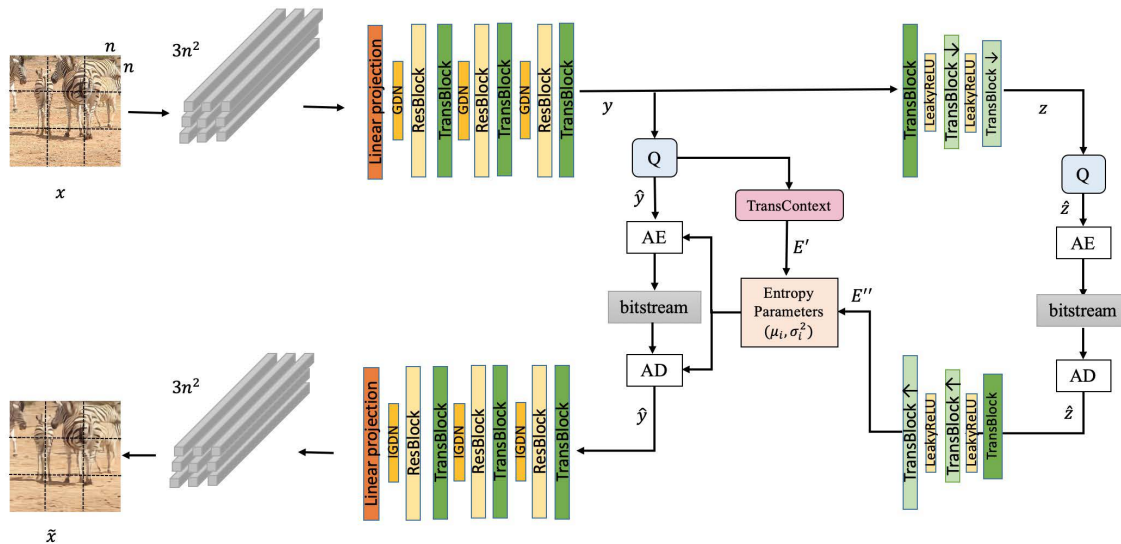 n
n
x
3n²
Linear projection
GDN
ResBlock
TransBlock
GDN
ResBlock
TransBlock
GDN
ResBlock
TransBlock
y
TransBlock
LeakyReLU
TransBlock ↓
LeakyReLU
TransBlock ↓
z
Q
ŷ
TransContext
E′
AE
bitstream
AD
ŷ
Entropy
Parameters
(μᵢ, σᵢ²)
E′′
Q
ẑ
AE
bitstream
AD
ẑ
TransBlock ↑
LeakyReLU
TransBlock ↑
LeakyReLU
TransBlock
3n²
Linear projection
IGDN
ResBlock
TransBlock
IGDN
ResBlock
TransBlock
IGDN
ResBlock
TransBlock
x̃